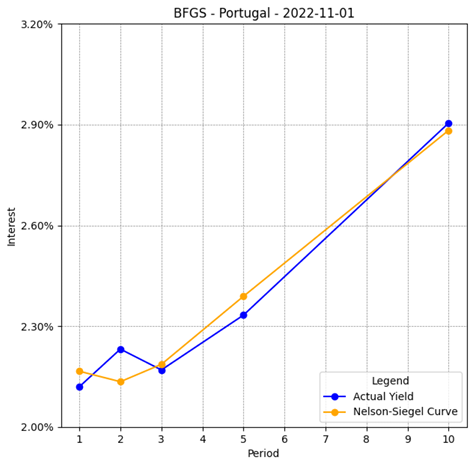 BFGS - Portugal - 2022-11-01
3.20%
2.90%
2.60%
2.30%
2.00%
Interest
1 2 3 4 5 6 7 8 9 10
Period
Legend
Actual Yield
Nelson-Siegel Curve